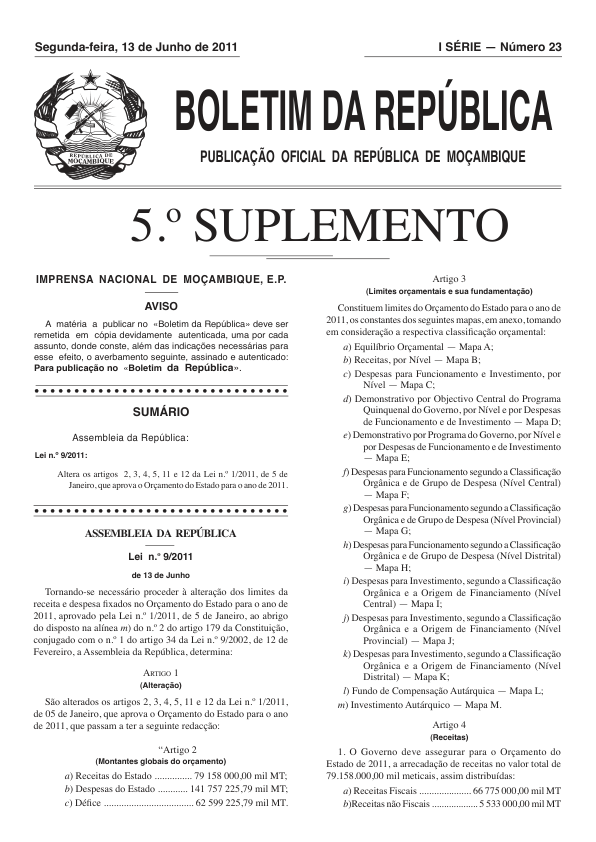 Segunda-feira, 13 de Junho de 2011
I SÉRIE — Número 23
BOLETIM DA REPÚBLICA
PUBLICAÇÃO OFICIAL DA REPÚBLICA DE MOÇAMBIQUE
REPÚBLICA DE
MOÇAMBIQUE
5.º SUPLEMENTO
IMPRENSA NACIONAL DE MOÇAMBIQUE, E.P.
AVISO
A matéria a publicar no «Boletim da República» deve ser
remetida em cópia devidamente autenticada, uma por cada
assunto, donde conste, além das indicações necessárias para
esse efeito, o averbamento seguinte, assinado e autenticado:
Para publicação no «Boletim da República».
SUMÁRIO
Assembleia da República:
Lei n.º 9/2011:
Altera os artigos 2, 3, 4, 5, 11 e 12 da Lei n.º 1/2011, de 5 de
Janeiro, que aprova o Orçamento do Estado para o ano de 2011.
ASSEMBLEIA DA REPÚBLICA
Lei n.º 9/2011
de 13 de Junho
Tornando-se necessário proceder à alteração dos limites da
receita e despesa fixados no Orçamento do Estado para o ano de
2011, aprovado pela Lei n.º 1/2011, de 5 de Janeiro, ao abrigo
do disposto na alínea m) do n.º 2 do artigo 179 da Constituição,
conjugado com o n.º 1 do artigo 34 da Lei n.º 9/2002, de 12 de
Fevereiro, a Assembleia da República, determina:
ARTIGO 1
(Alteração)
São alterados os artigos 2, 3, 4, 5, 11 e 12 da Lei n.º 1/2011,
de 05 de Janeiro, que aprova o Orçamento do Estado para o ano
de 2011, que passam a ter a seguinte redacção:
“Artigo 2
(Montantes globais do orçamento)
a) Receitas do Estado ............... 79 158 000,00 mil MT;
b) Despesas do Estado ............ 141 757 225,79 mil MT;
c) Défice .................................... 62 599 225,79 mil MT.
Artigo 3
(Limites orçamentais e sua fundamentação)
Constituem limites do Orçamento do Estado para o ano de
2011, os constantes dos seguintes mapas, em anexo, tomando
em consideração a respectiva classificação orçamental:
a) Equilíbrio Orçamental — Mapa A;
b) Receitas, por Nível — Mapa B;
c) Despesas para Funcionamento e Investimento, por
Nível — Mapa C;
d) Demonstrativo por Objectivo Central do Programa
Quinquenal do Governo, por Nível e por Despesas
de Funcionamento e de Investimento — Mapa D;
e) Demonstrativo por Programa do Governo, por Nível e
por Despesas de Funcionamento e de Investimento
— Mapa E;
f) Despesas para Funcionamento segundo a Classificação
Orgânica e de Grupo de Despesa (Nível Central)
— Mapa F;
g) Despesas para Funcionamento segundo a Classificação
Orgânica e de Grupo de Despesa (Nível Provincial)
— Mapa G;
h) Despesas para Funcionamento segundo a Classificação
Orgânica e de Grupo de Despesa (Nível Distrital)
— Mapa H;
i) Despesas para Investimento, segundo a Classificação
Orgânica e a Origem de Financiamento (Nível
Central) — Mapa I;
j) Despesas para Investimento, segundo a Classificação
Orgânica e a Origem de Financiamento (Nível
Provincial) — Mapa J;
k) Despesas para Investimento, segundo a Classificação
Orgânica e a Origem de Financiamento (Nível
Distrital) — Mapa K;
l) Fundo de Compensação Autárquica — Mapa L;
m) Investimento Autárquico — Mapa M.
Artigo 4
(Receitas)
1. O Governo deve assegurar para o Orçamento do
Estado de 2011, a arrecadação de receitas no valor total de
79.158.000,00 mil meticais, assim distribuídas:
a) Receitas Fiscais ..................... 66 775 000,00 mil MT
b)Receitas não Fiscais .................. 5 533 000,00 mil MT